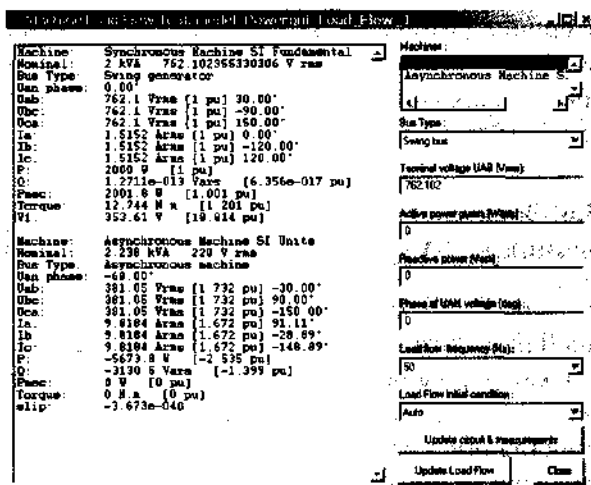 Machine: Synchronous Machine SI Fundamental
Nominal: 2 kVA 762.102355330306 V rms
Bus Type: Swing generator
Uan phase: 0.00°
Uab: 762.1 Vrms [1 pu] 30.00°
Ubc: 762.1 Vrms [1 pu] -90.00°
Uca: 762.1 Vrms [1 pu] 150.00°
Ia: 1.5152 Arms [1 pu] 0.00°
Ib: 1.5152 Arms [1 pu] -120.00°
Ic: 1.5152 Arms [1 pu] 120.00°
P: 2000 W [1 pu]
Q: 1.2711e-013 Vars [6.356e-017 pu]
Pmec: 2001.8 W [1.001 pu]
Torque: 12.744 N.m [1 201 pu]
Vf: 353.61 V [18.814 pu]
Machine: Asynchronous Machine SI Units
Nominal: 2.238 kVA 220 V rms
Bus Type: Asynchronous machine
Uan phase: -60.00°
Uab: 381.05 Vrms [1 732 pu] -30.00°
Ubc: 381.05 Vrms [1 732 pu] 90.00°
Uca: 381.05 Vrms [1 732 pu] -150 00°
Ia: 9.8184 Arms [1.672 pu] 91.11°
Ib 9.8184 Arms [1.672 pu] -28.89°
Ic: 9.8184 Arms [1.672 pu] -148.89°
P: -5673.8 W [-2 535 pu]
Q: -3130 6 Vars [-1.399 pu]
Pmec: 0 W [0 pu]
Torque: 0 N.m [0 pu]
slip: -3.673e-040
Machines:
Asynchronous Machine S.
Bus Type:
Swing bus
Terminal voltage UAB (Vrms):
762.102
Active power guess (Watts):
0
Reactive power (Vars):
0
Phase of UAN voltage (deg):
0
Load flow frequency (Hz):
50
Load Flow initial condition:
Auto
Update circuit & measurements
Update Load Flow
Close